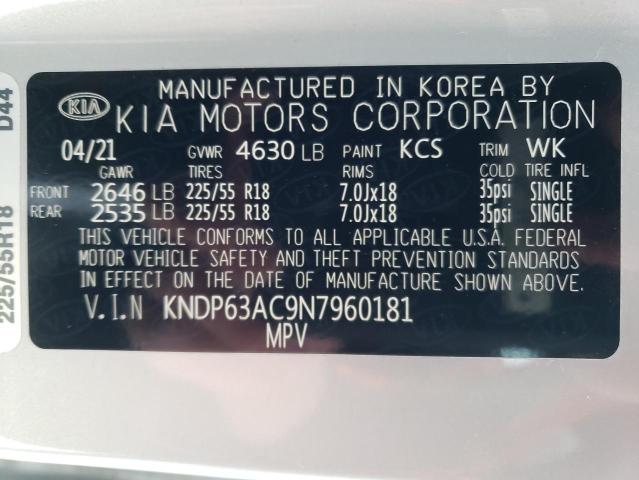 D44
225/55R18
KIA
MANUFACTURED IN KOREA BY
KIA MOTORS CORPORATION
04/21 GVWR 4630 LB PAINT KCS TRIM WK
GAWR TIRES RIMS COLD TIRE INFL
FRONT 2646 LB 225/55 R18 7.0Jx18 35psi SINGLE
REAR 2535 LB 225/55 R18 7.0Jx18 35psi SINGLE
THIS VEHICLE CONFORMS TO ALL APPLICABLE U.S.A. FEDERAL
MOTOR VEHICLE SAFETY AND THEFT PREVENTION STANDARDS
IN EFFECT ON THE DATE OF MANUFACTURE SHOWN ABOVE.
V.I.N KNDP63AC9N7960181
MPV